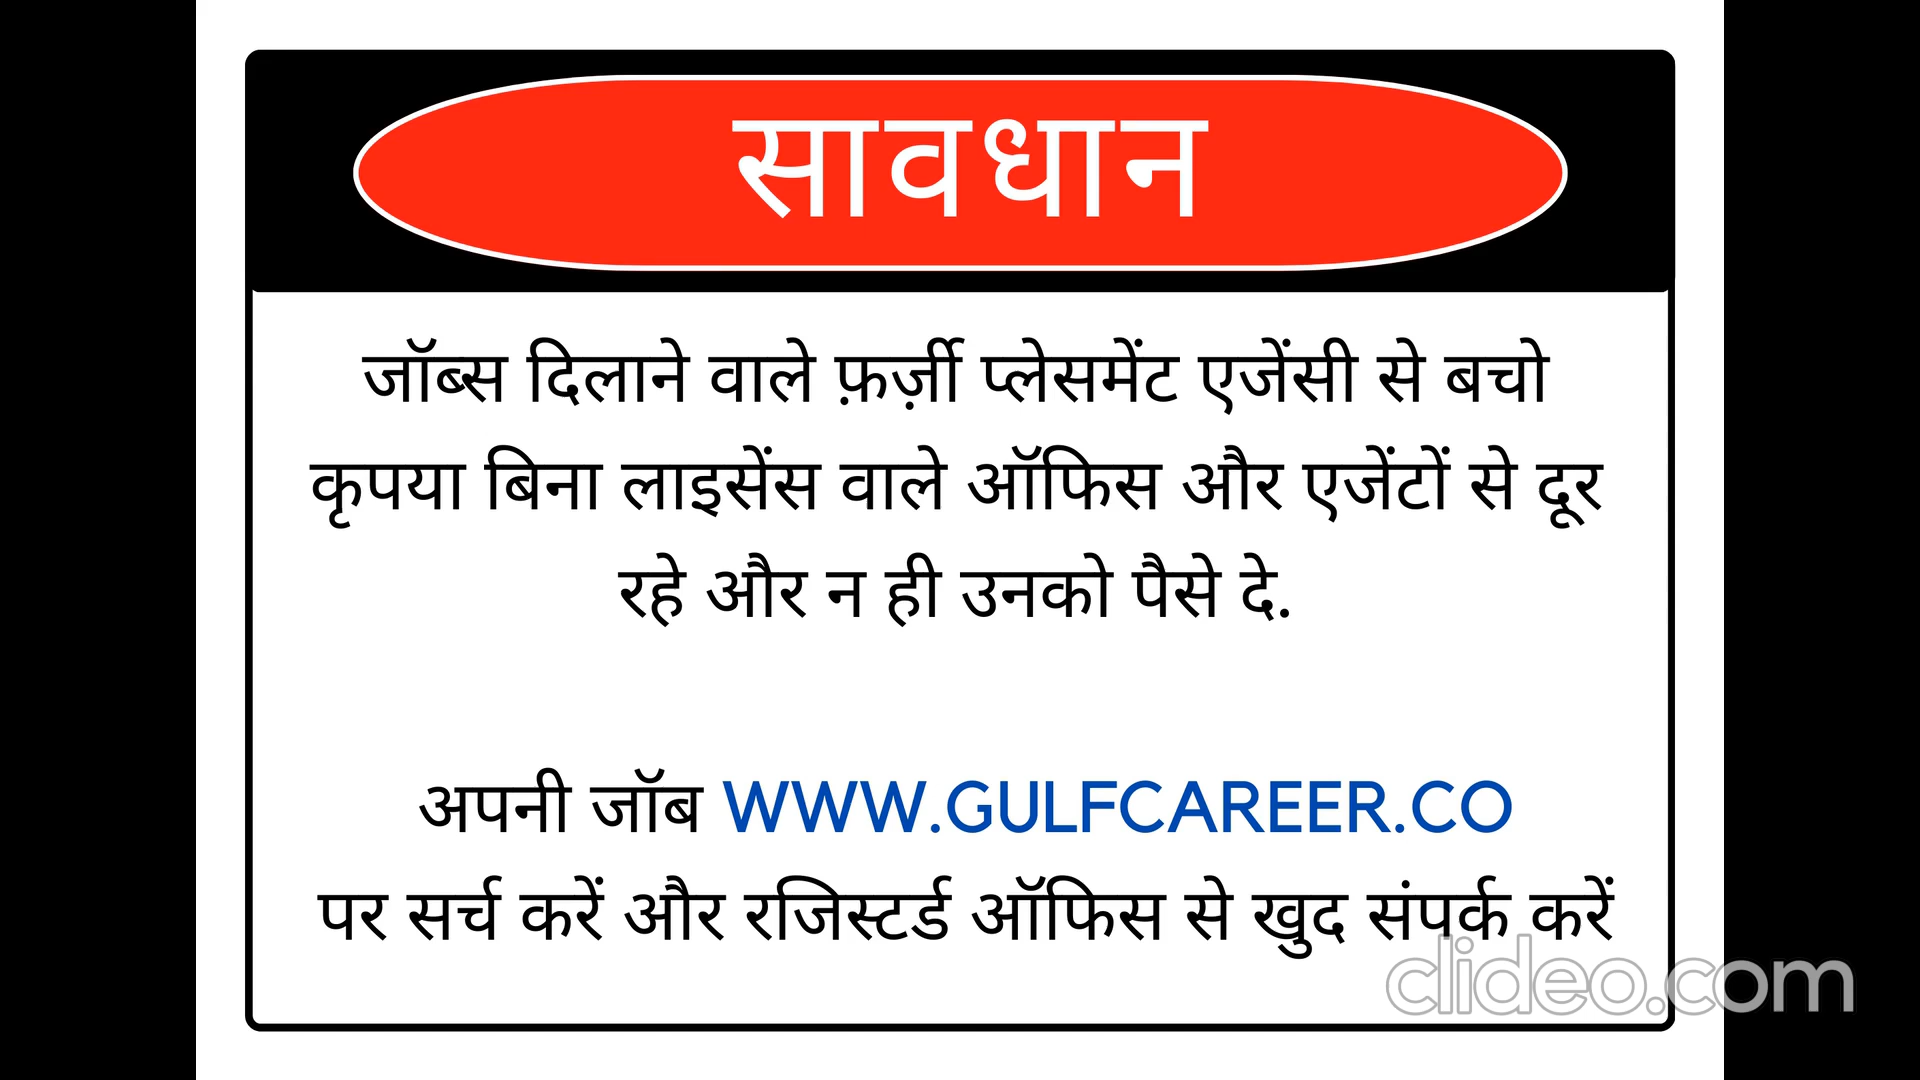 सावधान
जॉब्स दिलाने वाले फ़र्ज़ी प्लेसमेंट एजेंसी से बचो
कृपया बिना लाइसेंस वाले ऑफिस और एजेंटों से दूर
रहे और न ही उनको पैसे दे.
अपनी जॉब WWW.GULFCAREER.CO
पर सर्च करें और रजिस्टर्ड ऑफिस से खुद संपर्क करें
clideo.com